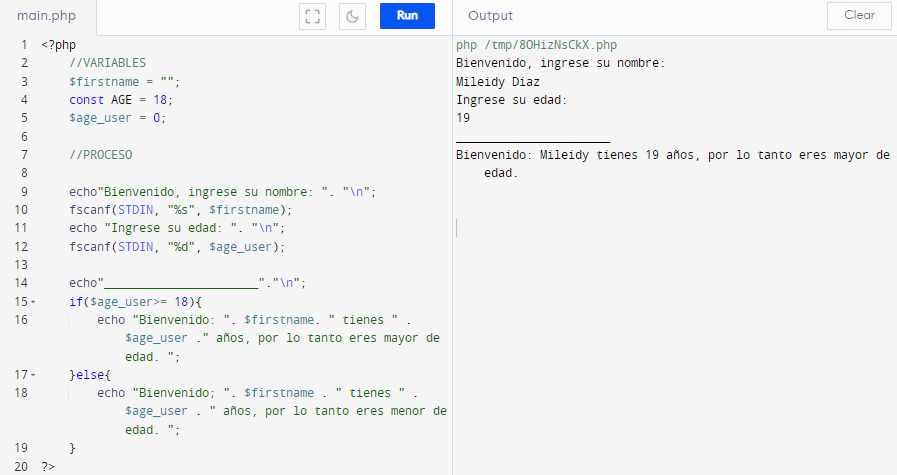 main.php
Run
1 <?php
2 //VARIABLES
3 $firstname = "";
4 const AGE = 18;
5 $age_user = 0;
6
7 //PROCESO
8
9 echo"Bienvenido, ingrese su nombre: ". "\n";
10 fscanf(STDIN, "%s", $firstname);
11 echo "Ingrese su edad: ". "\n";
12 fscanf(STDIN, "%d", $age_user);
13
14 echo"______________________"."\n";
15 if($age_user>= 18){
16 echo "Bienvenido: ". $firstname. " tienes " .
$age_user ." años, por lo tanto eres mayor de
edad. ";
17 }else{
18 echo "Bienvenido; ". $firstname . " tienes " .
$age_user . " años, por lo tanto eres menor de
edad. ";
19 }
20 ?>
Output
Clear
php /tmp/8OHizNsCkX.php
Bienvenido, ingrese su nombre:
Mileidy Diaz
Ingrese su edad:
19
______________________
Bienvenido: Mileidy tienes 19 años, por lo tanto eres mayor de
edad.